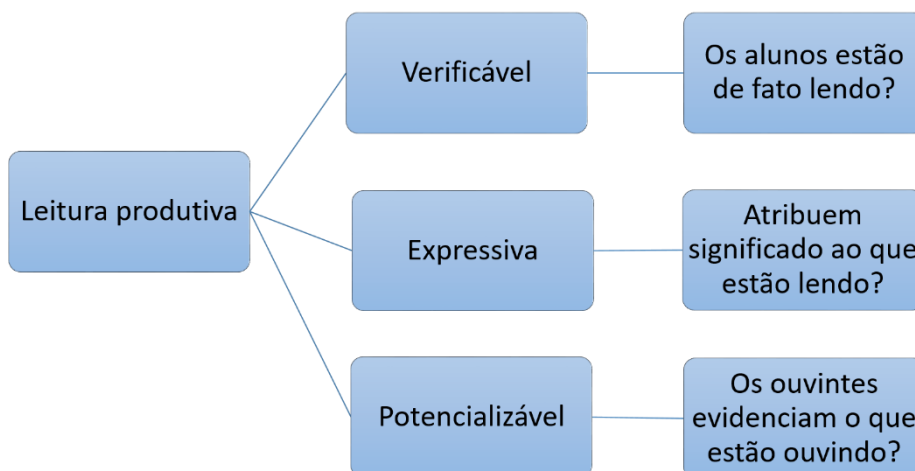 Leitura produtiva
Verificável
Os alunos estão
de fato lendo?
Expressiva
Atribuem
significado ao que
estão lendo?
Potencializável
Os ouvintes
evidenciam o que
estão ouvindo?